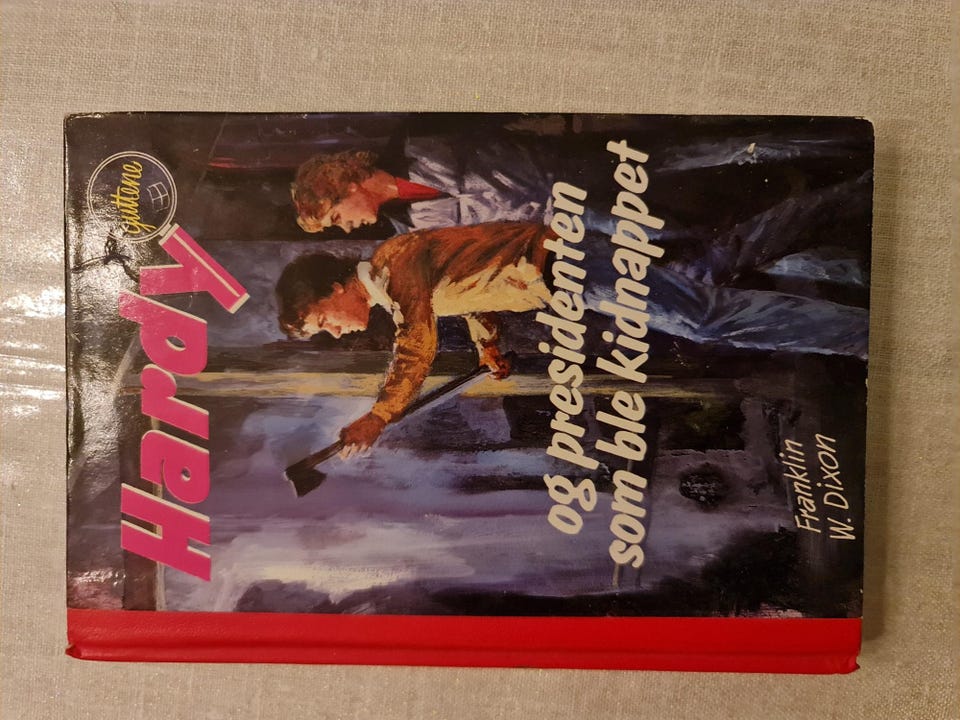 Hardy
guttene
og presidenten
som ble kidnappet
Franklin
W. Dixon